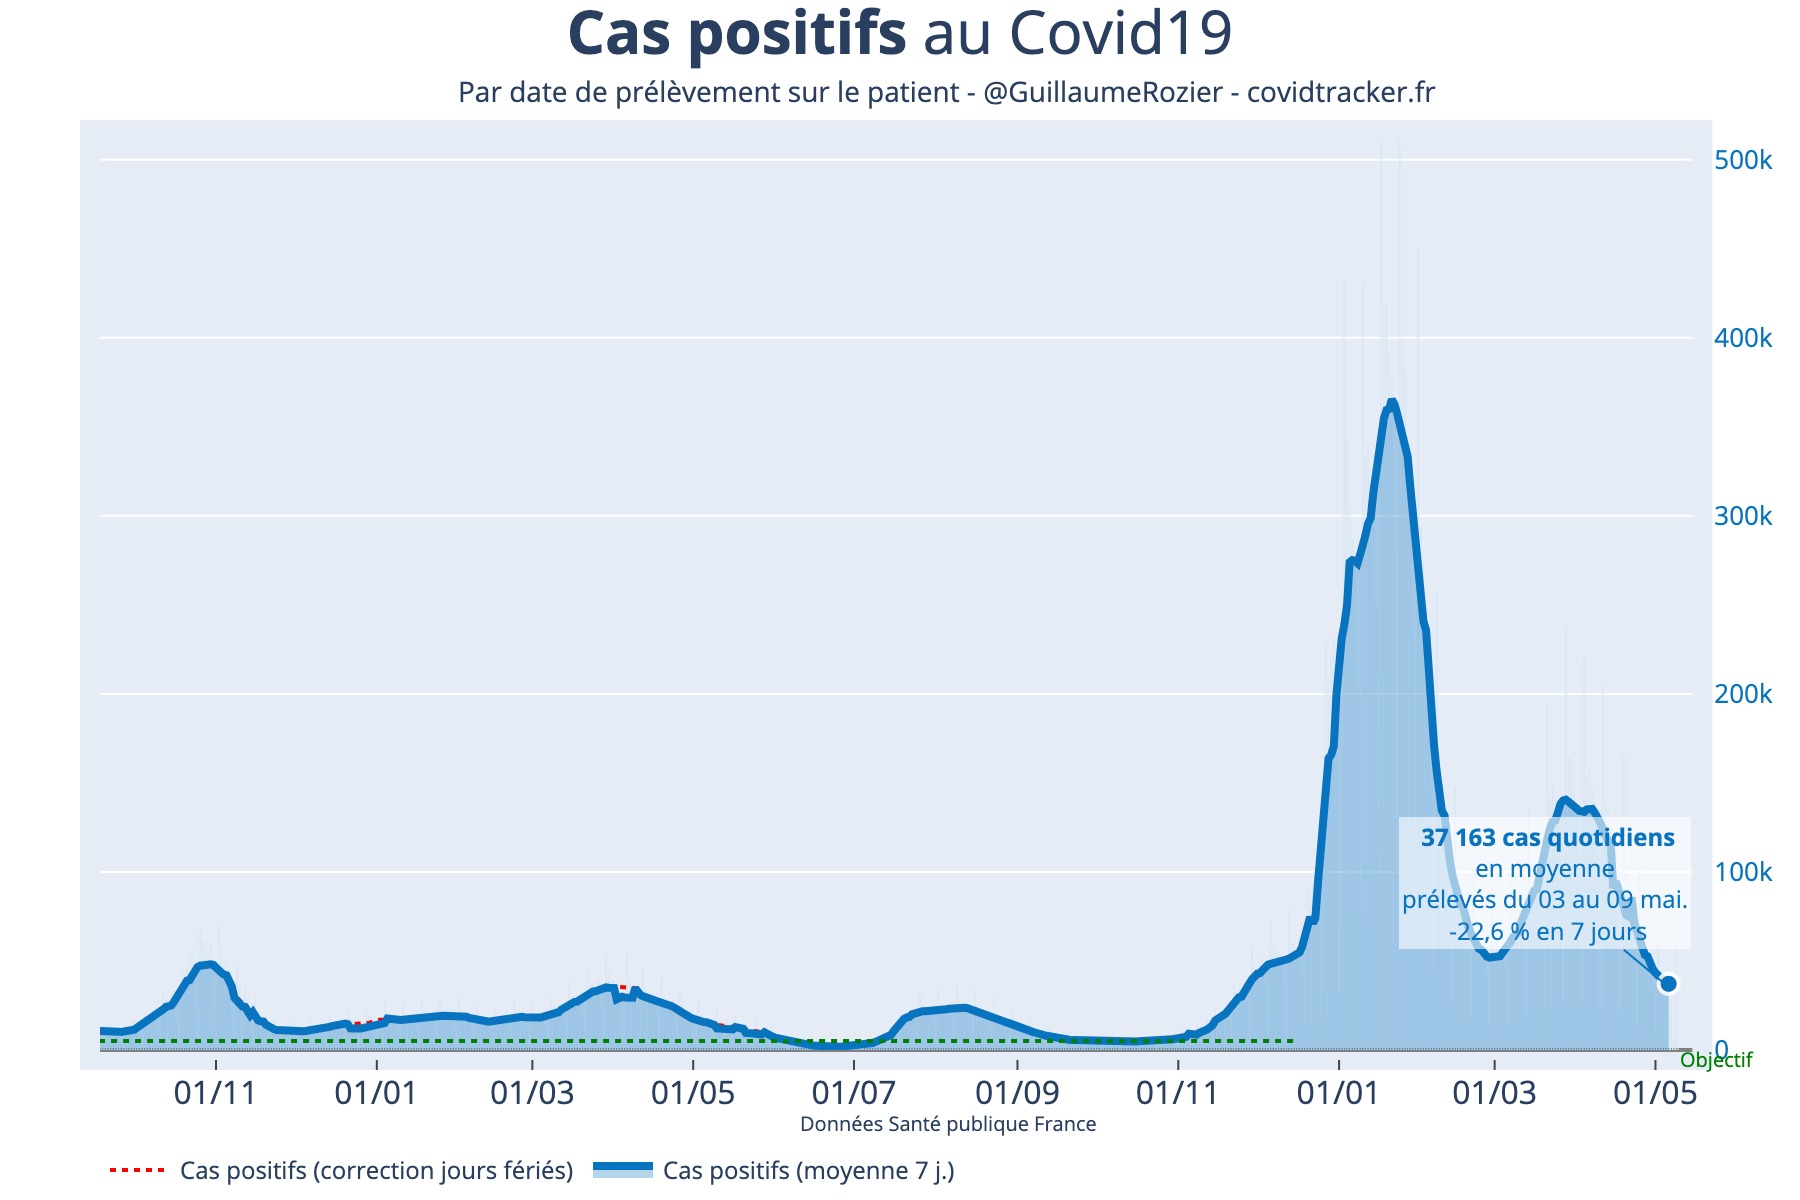 Cas positifs au Covid19
Par date de prélèvement sur le patient - @GuillaumeRozier - covidtracker.fr
500k
400k
300k
200k
100k
0
37 163 cas quotidiens
en moyenne
prélevés du 03 au 09 mai.
-22,6 % en 7 jours
Objectif
01/11 01/01 01/03 01/05 01/07 01/09 01/11 01/01 01/03 01/05
Données Santé publique France
Cas positifs (correction jours fériés) Cas positifs (moyenne 7 j.)